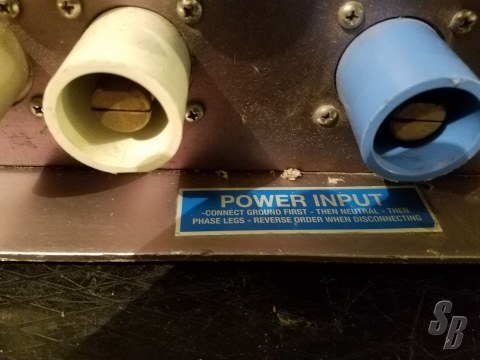 POWER INPUT
-CONNECT GROUND FIRST - THEN NEUTRAL - THEN
PHASE LEGS - REVERSE ORDER WHEN DISCONNECTING
SB